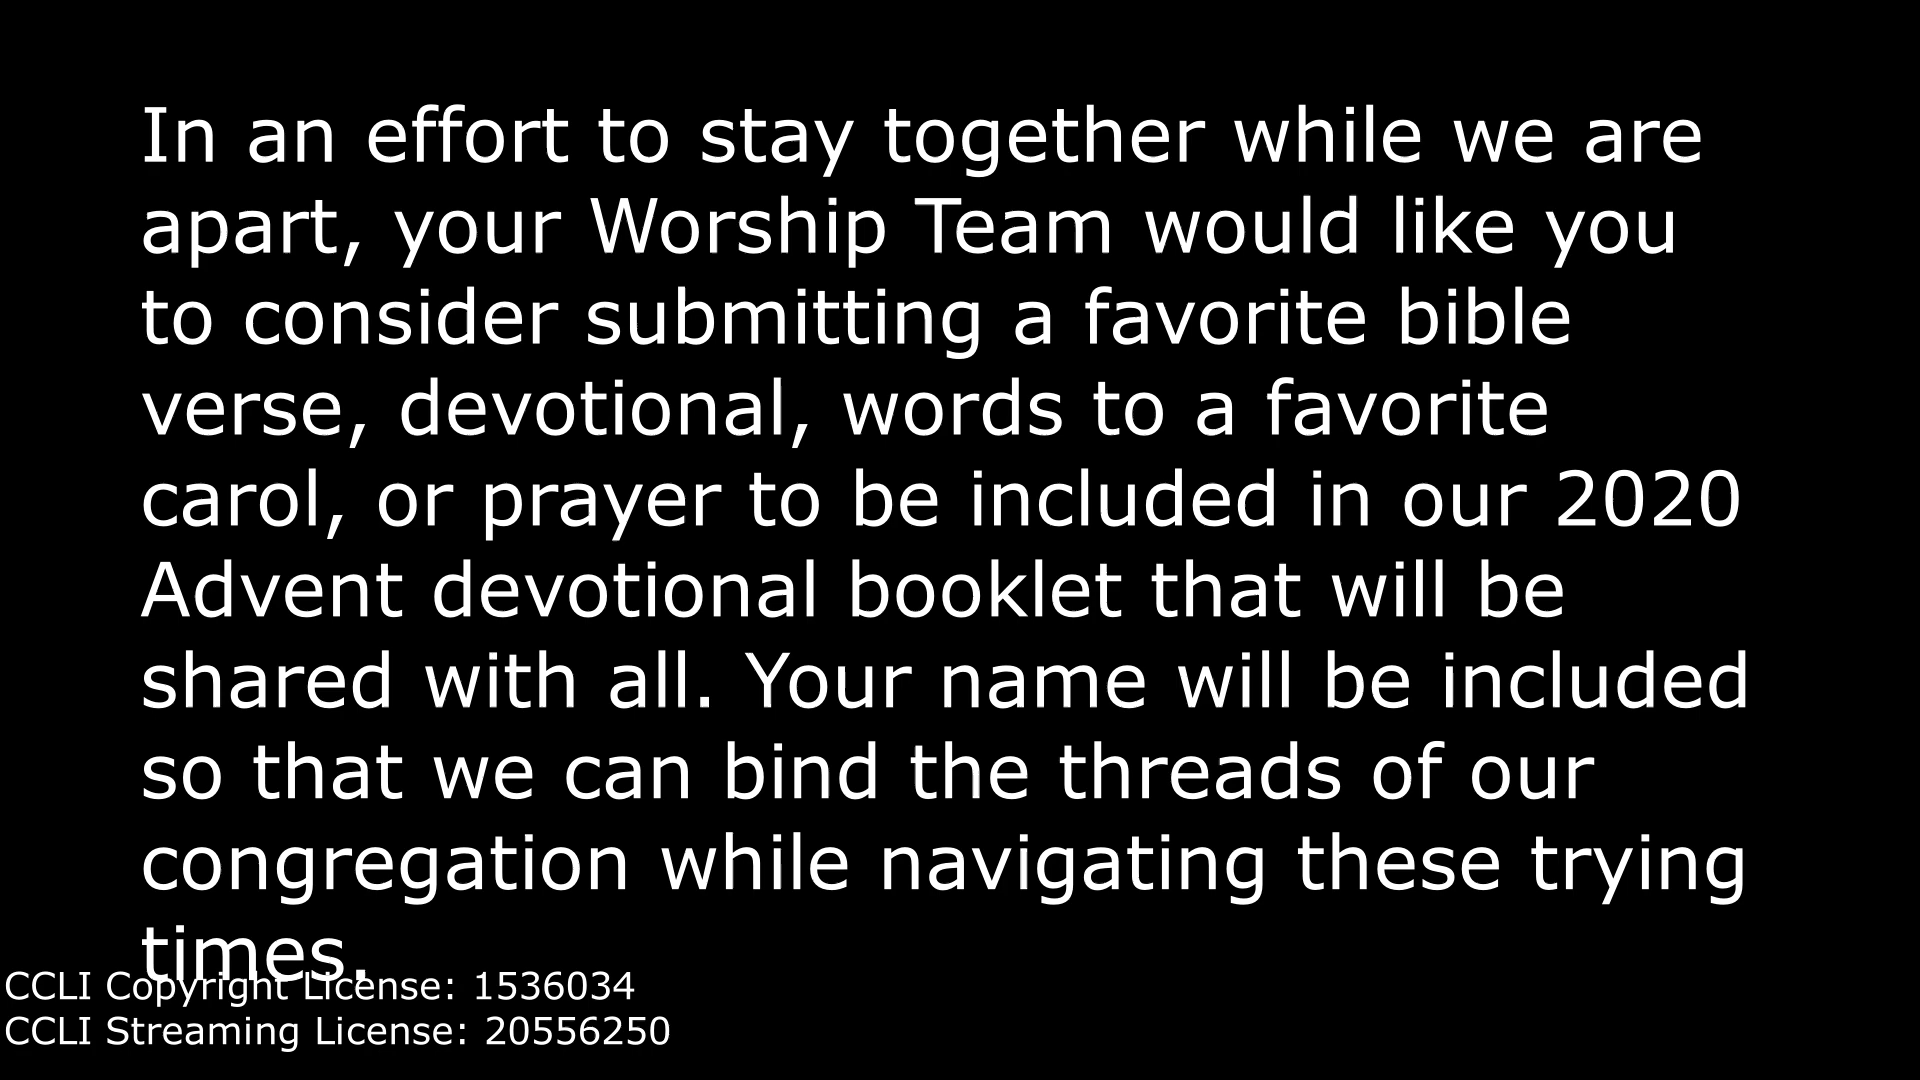 In an effort to stay together while we are
apart, your Worship Team would like you
to consider submitting a favorite bible
verse, devotional, words to a favorite
carol, or prayer to be included in our 2020
Advent devotional booklet that will be
shared with all. Your name will be included
so that we can bind the threads of our
congregation while navigating these trying
times.
CCLI Copyright License: 1536034
CCLI Streaming License: 20556250